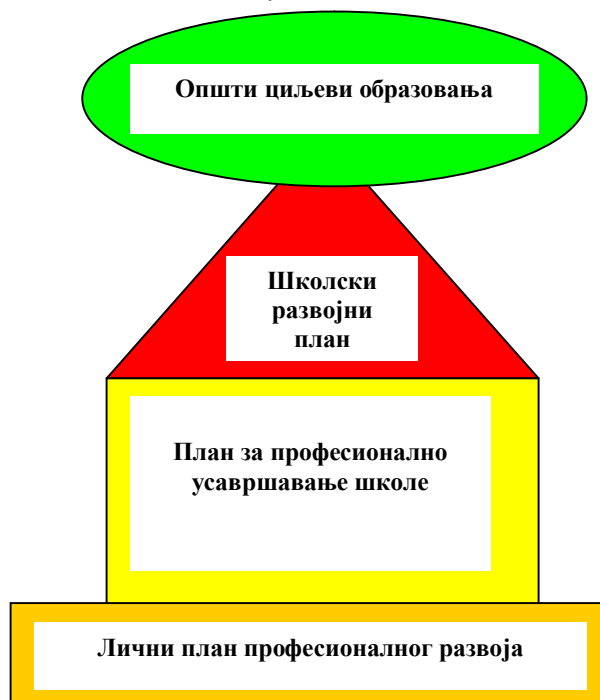 Општи циљеви образовања
Школски
развојни
план
План за професионално
усавршавање школе
Лични план професионалног развоја